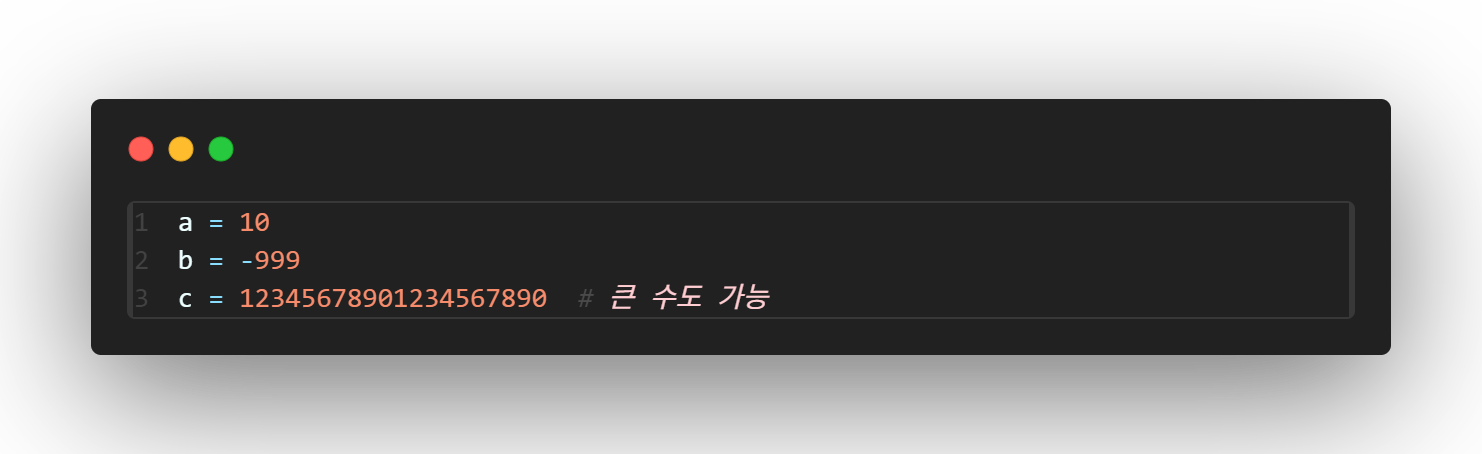 1 a = 10
2 b = -999
3 c = 12345678901234567890 # 큰 수도 가능